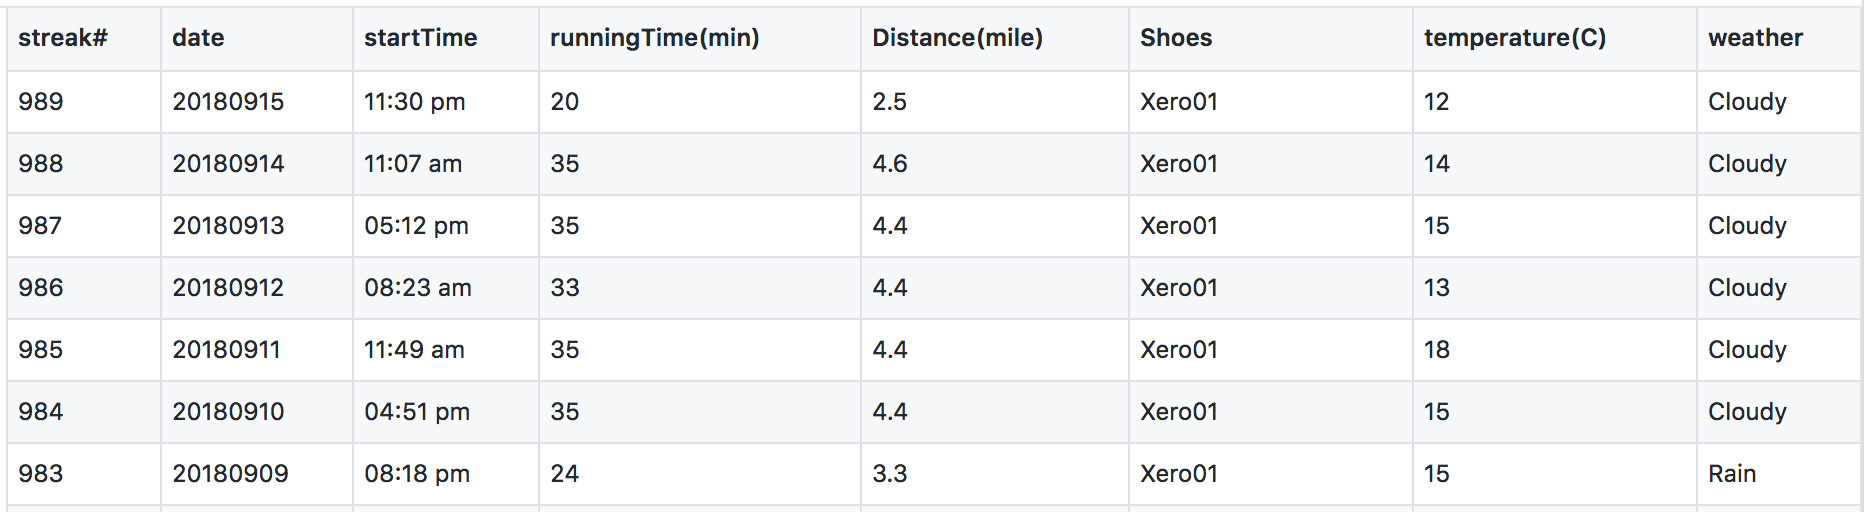 streak# date startTime runningTime(min) Distance(mile) Shoes temperature(C) weather
989 20180915 11:30 pm 20 2.5 Xero01 12 Cloudy
988 20180914 11:07 am 35 4.6 Xero01 14 Cloudy
987 20180913 05:12 pm 35 4.4 Xero01 15 Cloudy
986 20180912 08:23 am 33 4.4 Xero01 13 Cloudy
985 20180911 11:49 am 35 4.4 Xero01 18 Cloudy
984 20180910 04:51 pm 35 4.4 Xero01 15 Cloudy
983 20180909 08:18 pm 24 3.3 Xero01 15 Rain